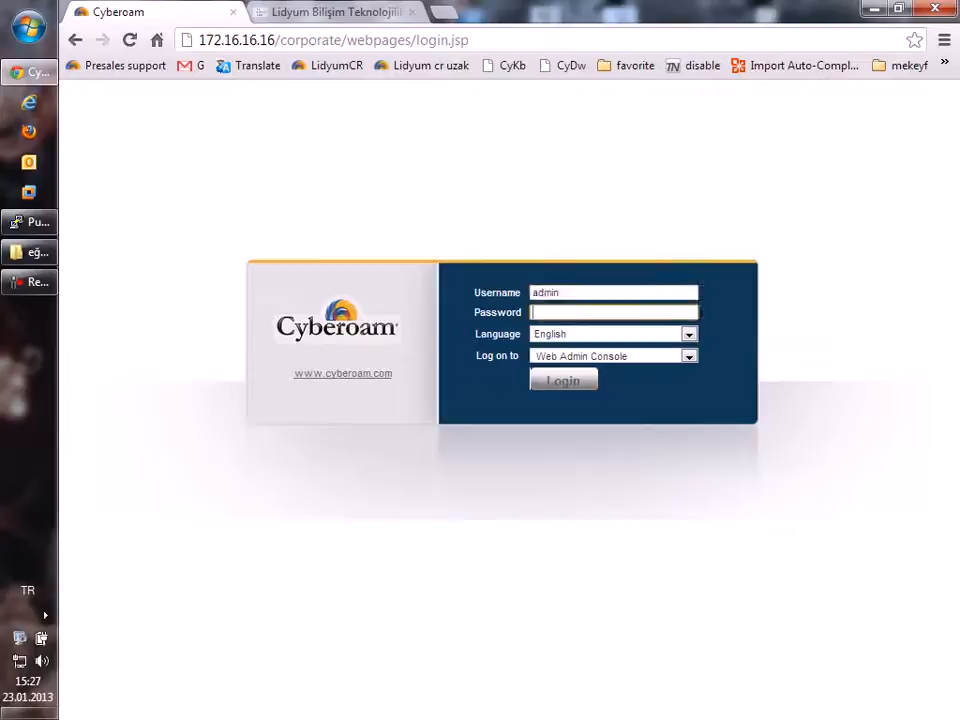 Cyberoam
Lidyum Bilişim Teknolojilil
172.16.16.16/corporate/webpages/login.jsp
Presales support
G
Translate
LidyumCR
Lidyum cr uzak
CyKb
CyDw
favorite
TN
disable
Import Auto-Compl...
mekeyf
»
Cy...
Pu...
eğ...
Re...
Cyberoam
www.cyberoam.com
Username admin
Password
Language English
Log on to Web Admin Console
Login
TR
15:27
23.01.2013